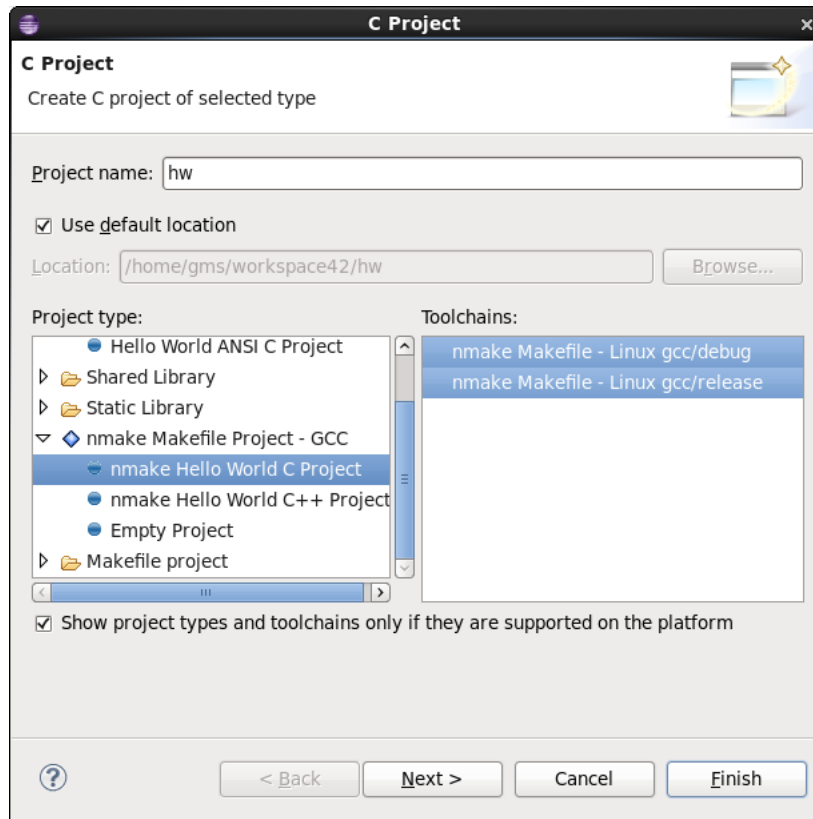 C Project
C Project
Create C project of selected type
Project name: hw
Use default location
Location: /home/gms/workspace42/hw Browse...
Project type: Toolchains:
Hello World ANSI C Project
Shared Library
Static Library
nmake Makefile Project - GCC
nmake Hello World C Project
nmake Hello World C++ Project
Empty Project
Makefile project
nmake Makefile - Linux gcc/debug
nmake Makefile - Linux gcc/release
Show project types and toolchains only if they are supported on the platform
? < Back Next > Cancel Finish